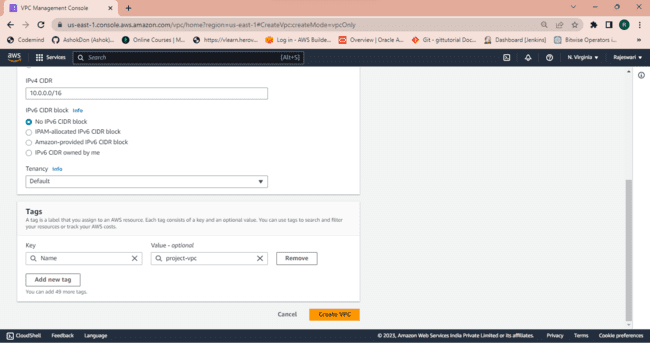 VPC Management Console
us-east-1.console.aws.amazon.com/vpc/home?region=us-east-1#CreateVpc:createMode=vpcOnly
R
Codemind
AshokDon (Ashok)...
Online Courses | M...
https://vlearn.herov...
Log in - AWS Builde...
Overview | Oracle A...
Git - gittutorial Doc...
Dashboard [Jenkins]
Bitwise Operators i...
»
aws
Services
Search
[Alt+S]
N. Virginia
Rajeswari
IPv4 CIDR
10.0.0.0/16
IPv6 CIDR block Info
No IPv6 CIDR block
IPAM-allocated IPv6 CIDR block
Amazon-provided IPv6 CIDR block
IPv6 CIDR owned by me
Tenancy Info
Default
Tags
A tag is a label that you assign to an AWS resource. Each tag consists of a key and an optional value. You can use tags to search and filter
your resources or track your AWS costs.
Key
Value - optional
Name
project-vpc
Remove
Add new tag
You can add 49 more tags.
Cancel
Create VPC
CloudShell
Feedback
Language
© 2023, Amazon Web Services India Private Limited or its affiliates.
Privacy
Terms
Cookie preferences